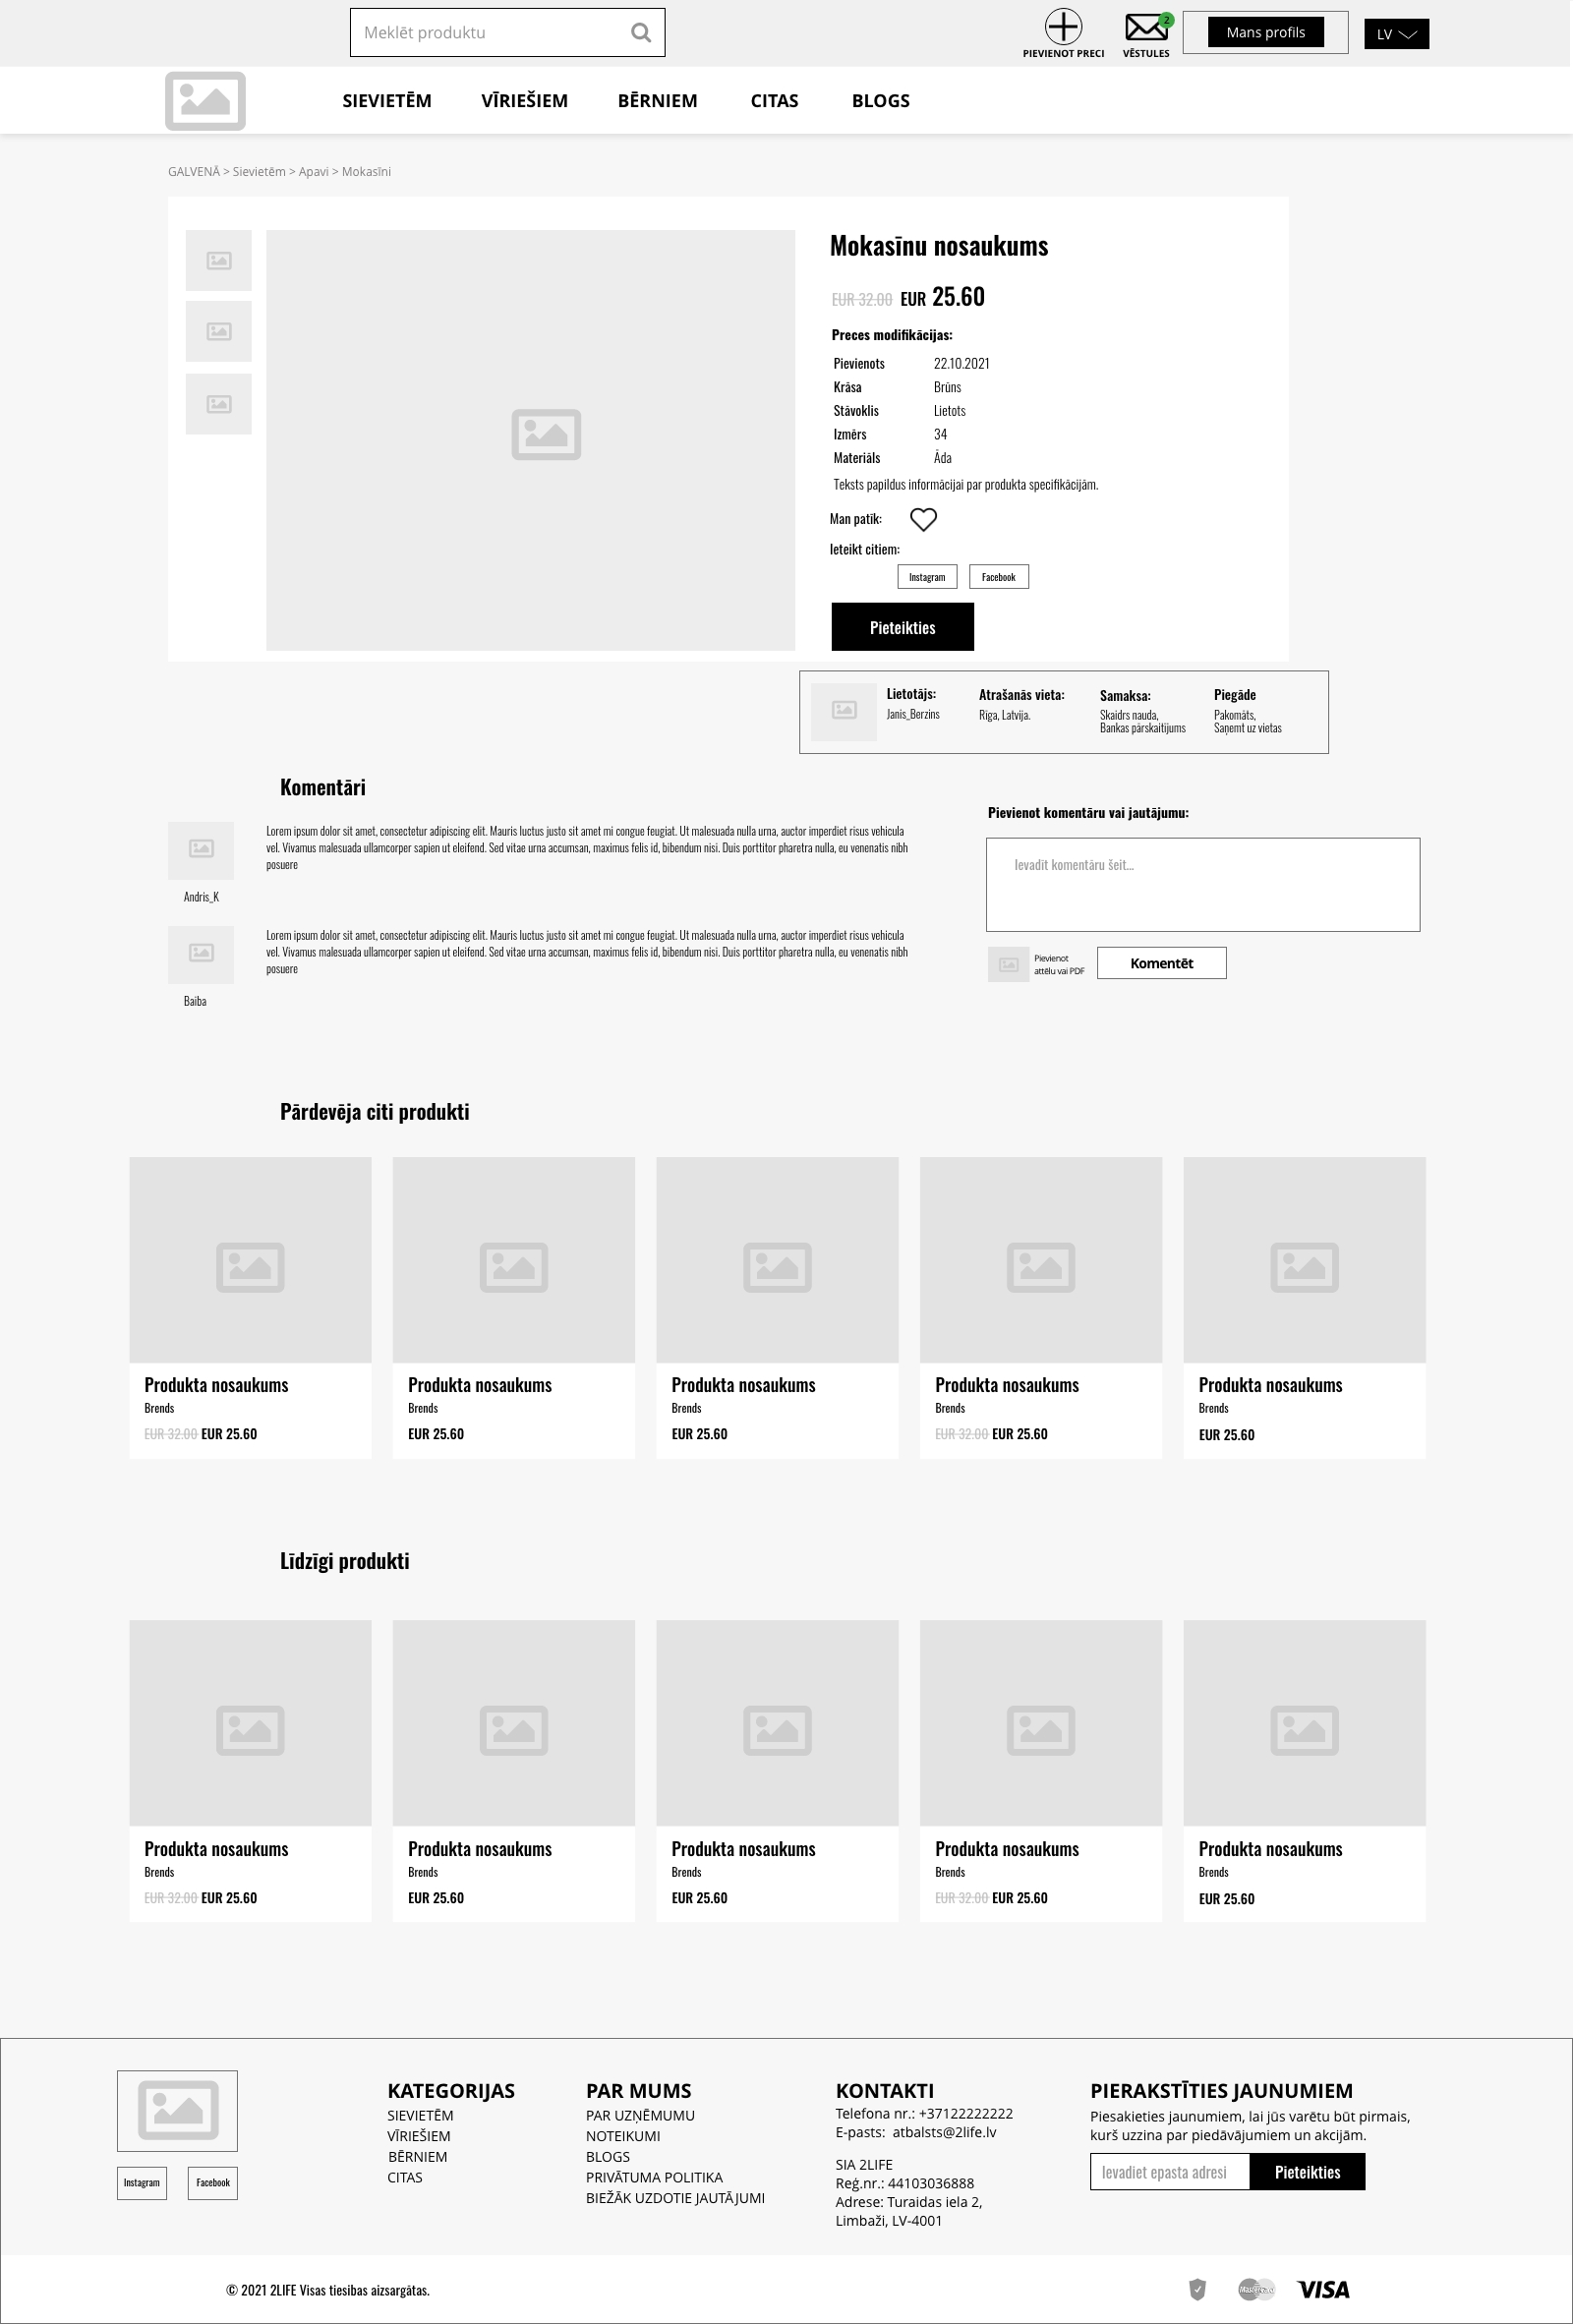 Meklēt produktu
PIEVIENOT PRECI
2
VĒSTULES
Mans profils
LV
SIEVIETĒM
VĪRIEŠIEM
BĒRNIEM
CITAS
BLOGS
GALVENĀ > Sievietēm > Apavi > Mokasīni
Mokasīnu nosaukums
EUR 32.00 EUR 25.60
Preces modifikācijas:
Pievienots 22.10.2021
Krāsa Brūns
Stāvoklis Lietots
Izmērs 34
Materiāls Āda
Teksts papildus informācijai par produkta specifikācijām.
Man patīk:
Ieteikt citiem:
Instagram
Facebook
Pieteikties
Lietotājs:
Janis_Berzins
Atrašanās vieta:
Rīga, Latvija.
Samaksa:
Skaidrs nauda,
Bankas pārskaitījums
Piegāde
Pakomāts,
Saņemt uz vietas
Komentāri
Lorem ipsum dolor sit amet, consectetur adipiscing elit. Mauris luctus justo sit amet mi congue feugiat. Ut malesuada nulla urna, auctor imperdiet risus vehicula
vel. Vivamus malesuada ullamcorper sapien ut eleifend. Sed vitae urna accumsan, maximus felis id, bibendum nisi. Duis porttitor pharetra nulla, eu venenatis nibh
posuere
Andris_K
Lorem ipsum dolor sit amet, consectetur adipiscing elit. Mauris luctus justo sit amet mi congue feugiat. Ut malesuada nulla urna, auctor imperdiet risus vehicula
vel. Vivamus malesuada ullamcorper sapien ut eleifend. Sed vitae urna accumsan, maximus felis id, bibendum nisi. Duis porttitor pharetra nulla, eu venenatis nibh
posuere
Baiba
Pievienot komentāru vai jautājumu:
Ievadīt komentāru šeit...
Pievienot
attēlu vai PDF
Komentēt
Pārdevēja citi produkti
Produkta nosaukums
Brends
EUR 32.00 EUR 25.60
Produkta nosaukums
Brends
EUR 25.60
Produkta nosaukums
Brends
EUR 25.60
Produkta nosaukums
Brends
EUR 32.00 EUR 25.60
Produkta nosaukums
Brends
EUR 25.60
Līdzīgi produkti
Produkta nosaukums
Brends
EUR 32.00 EUR 25.60
Produkta nosaukums
Brends
EUR 25.60
Produkta nosaukums
Brends
EUR 25.60
Produkta nosaukums
Brends
EUR 32.00 EUR 25.60
Produkta nosaukums
Brends
EUR 25.60
Instagram
Facebook
KATEGORIJAS
SIEVIETĒM
VĪRIEŠIEM
BĒRNIEM
CITAS
PAR MUMS
PAR UZŅĒMUMU
NOTEIKUMI
BLOGS
PRIVĀTUMA POLITIKA
BIEŽĀK UZDOTIE JAUTĀJUMI
KONTAKTI
Telefona nr.: +37122222222
E-pasts: atbalsts@2life.lv
SIA 2LIFE
Reģ.nr.: 44103036888
Adrese: Turaidas iela 2,
Limbaži, LV-4001
PIERAKSTĪTIES JAUNUMIEM
Piesakieties jaunumiem, lai jūs varētu būt pirmais,
kurš uzzina par piedāvājumiem un akcijām.
Ievadiet epasta adresi
Pieteikties
© 2021 2LIFE Visas tiesības aizsargātas.
MasterCard
VISA